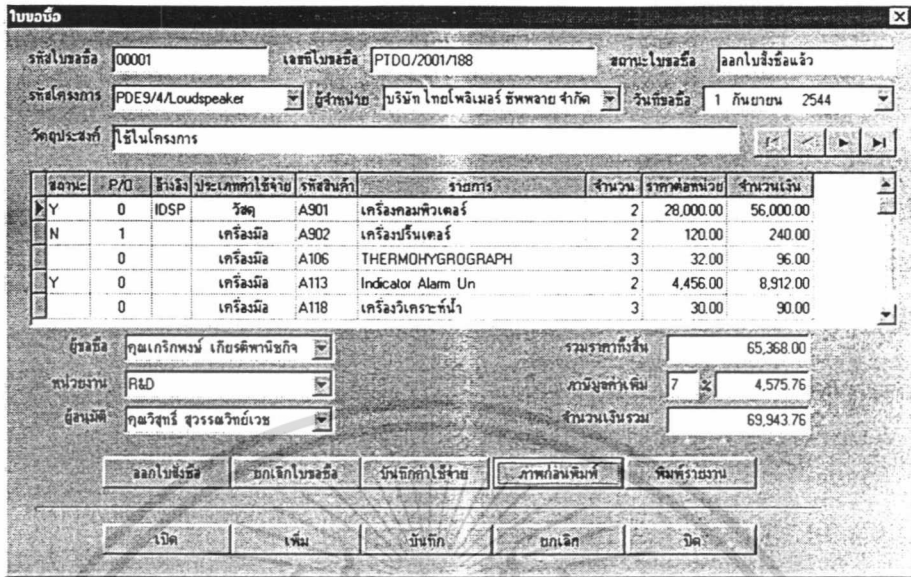 ใบขอซื้อ
รหัสใบขอซื้อ 00001 เลขที่ใบขอซื้อ PTDO/2001/188 สถานะใบขอซื้อ ออกใบสั่งซื้อแล้ว
รหัสโครงการ PDE9/4/Loudspeaker ผู้จำหน่าย บริษัท ไทยโพลิเมอร์ ซัพพลาย จำกัด วันที่ขอซื้อ 1 กันยายน 2544
วัตถุประสงค์ ใช้ในโครงการ
สถานะ P/O อ้างอิง ประเภทค่าใช้จ่าย รหัสสินค้า รายการ จำนวน ราคาต่อหน่วย จำนวนเงิน
Y 0 IDSP วัสดุ A901 เครื่องคอมพิวเตอร์ 2 28,000.00 56,000.00
N 1 เครื่องมือ A902 เครื่องปริ้นเตอร์ 2 120.00 240.00
0 เครื่องมือ A106 THERMOHYGROGRAPH 3 32.00 96.00
Y 0 เครื่องมือ A113 Indicator Alarm Un 2 4,456.00 8,912.00
0 เครื่องมือ A118 เครื่องวิเคราะห์น้ำ 3 30.00 90.00
ผู้ขอซื้อ คุณเกริกพงษ์ เกียรติพานิชกิจ รวมราคาทั้งสิ้น 65,368.00
หน่วยงาน R&D ภาษีมูลค่าเพิ่ม 7 % 4,575.76
ผู้อนุมัติ คุณวิสุทธิ์ สุวรรณวิทย์เวช จำนวนเงินรวม 69,943.76
ออกใบสั่งซื้อ ยกเลิกใบขอซื้อ บันทึกค่าใช้จ่าย ภาพก่อนพิมพ์ พิมพ์รายงาน
เปิด เพิ่ม บันทึก ยกเลิก ปิด